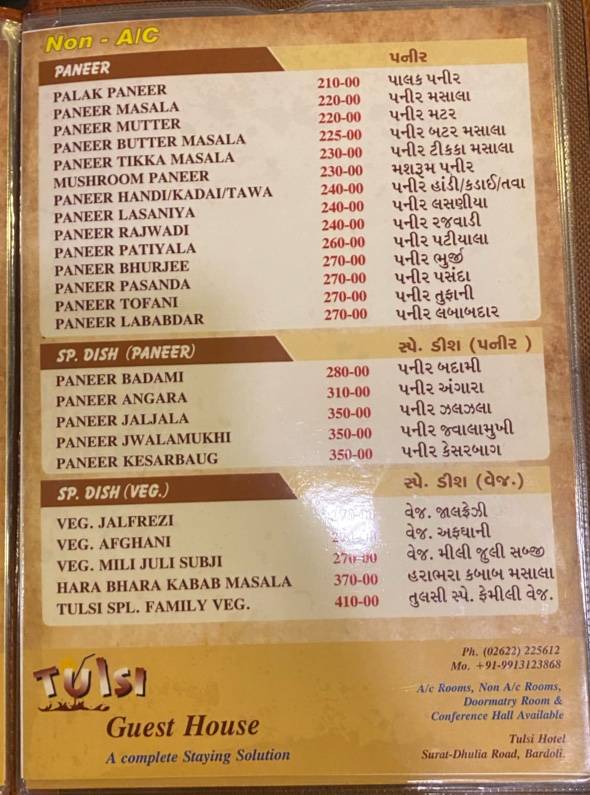 Non - A/C
PANEER પનીર
PALAK PANEER 210-00 પાલક પનીર
PANEER MASALA 220-00 પનીર મસાલા
PANEER MUTTER 220-00 પનીર મટર
PANEER BUTTER MASALA 225-00 પનીર બટર મસાલા
PANEER TIKKA MASALA 230-00 પનીર ટીકકા મસાલા
MUSHROOM PANEER 230-00 મશરૂમ પનીર
PANEER HANDI/KADAI/TAWA 240-00 પનીર હાંડી/કડાઈ/તવા
PANEER LASANIYA 240-00 પનીર લસણીયા
PANEER RAJWADI 240-00 પનીર રજવાડી
PANEER PATIYALA 260-00 પનીર પટીયાલા
PANEER BHURJEE 270-00 પનીર ભુર્જી
PANEER PASANDA 270-00 પનીર પસંદા
PANEER TOFANI 270-00 પનીર તુફાની
PANEER LABABDAR 270-00 પનીર લબાબદાર
SP. DISH (PANEER) સ્પે. ડીશ (પનીર )
PANEER BADAMI 280-00 પનીર બદામી
PANEER ANGARA 310-00 પનીર અંગારા
PANEER JALJALA 350-00 પનીર ઝલઝલા
PANEER JWALAMUKHI 350-00 પનીર જ્વાલામુખી
PANEER KESARBAUG 350-00 પનીર કેસરબાગ
SP. DISH (VEG.) સ્પે. ડીશ (વેજ.)
VEG. JALFREZI વેજ. જાલફ્રેઝી
VEG. AFGHANI વેજ. અફઘાની
VEG. MILI JULI SUBJI 270-00 વેજ. મીલી જુલી સબ્જી
HARA BHARA KABAB MASALA 370-00 હરાભરા કબાબ મસાલા
TULSI SPL. FAMILY VEG. 410-00 તુલસી સ્પે. ફેમીલી વેજ.
TUlSI
Guest House
A complete Staying Solution
Ph. (02622) 225612
Mo. +91-9913123868
A/c Rooms, Non A/c Rooms,
Doormatry Room &
Conference Hall Available
Tulsi Hotel
Surat-Dhulia Road, Bardoli.